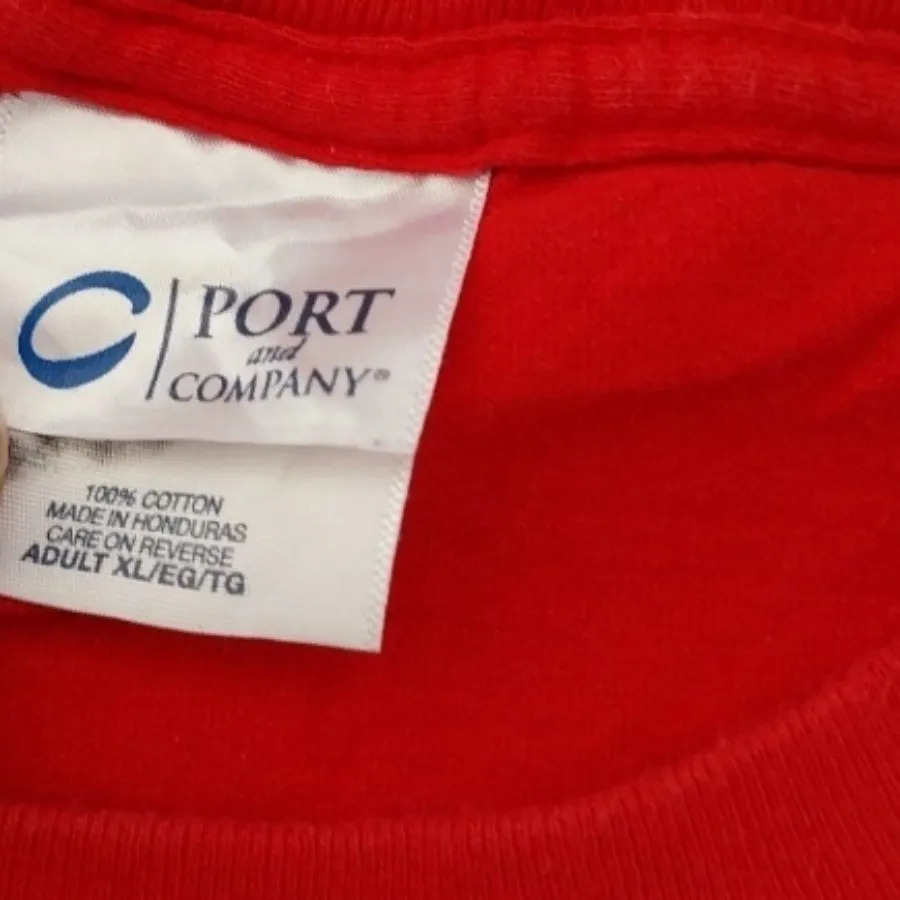 PORT
and
COMPANY®
100% COTTON
MADE IN HONDURAS
CARE ON REVERSE
ADULT XL/EG/TG